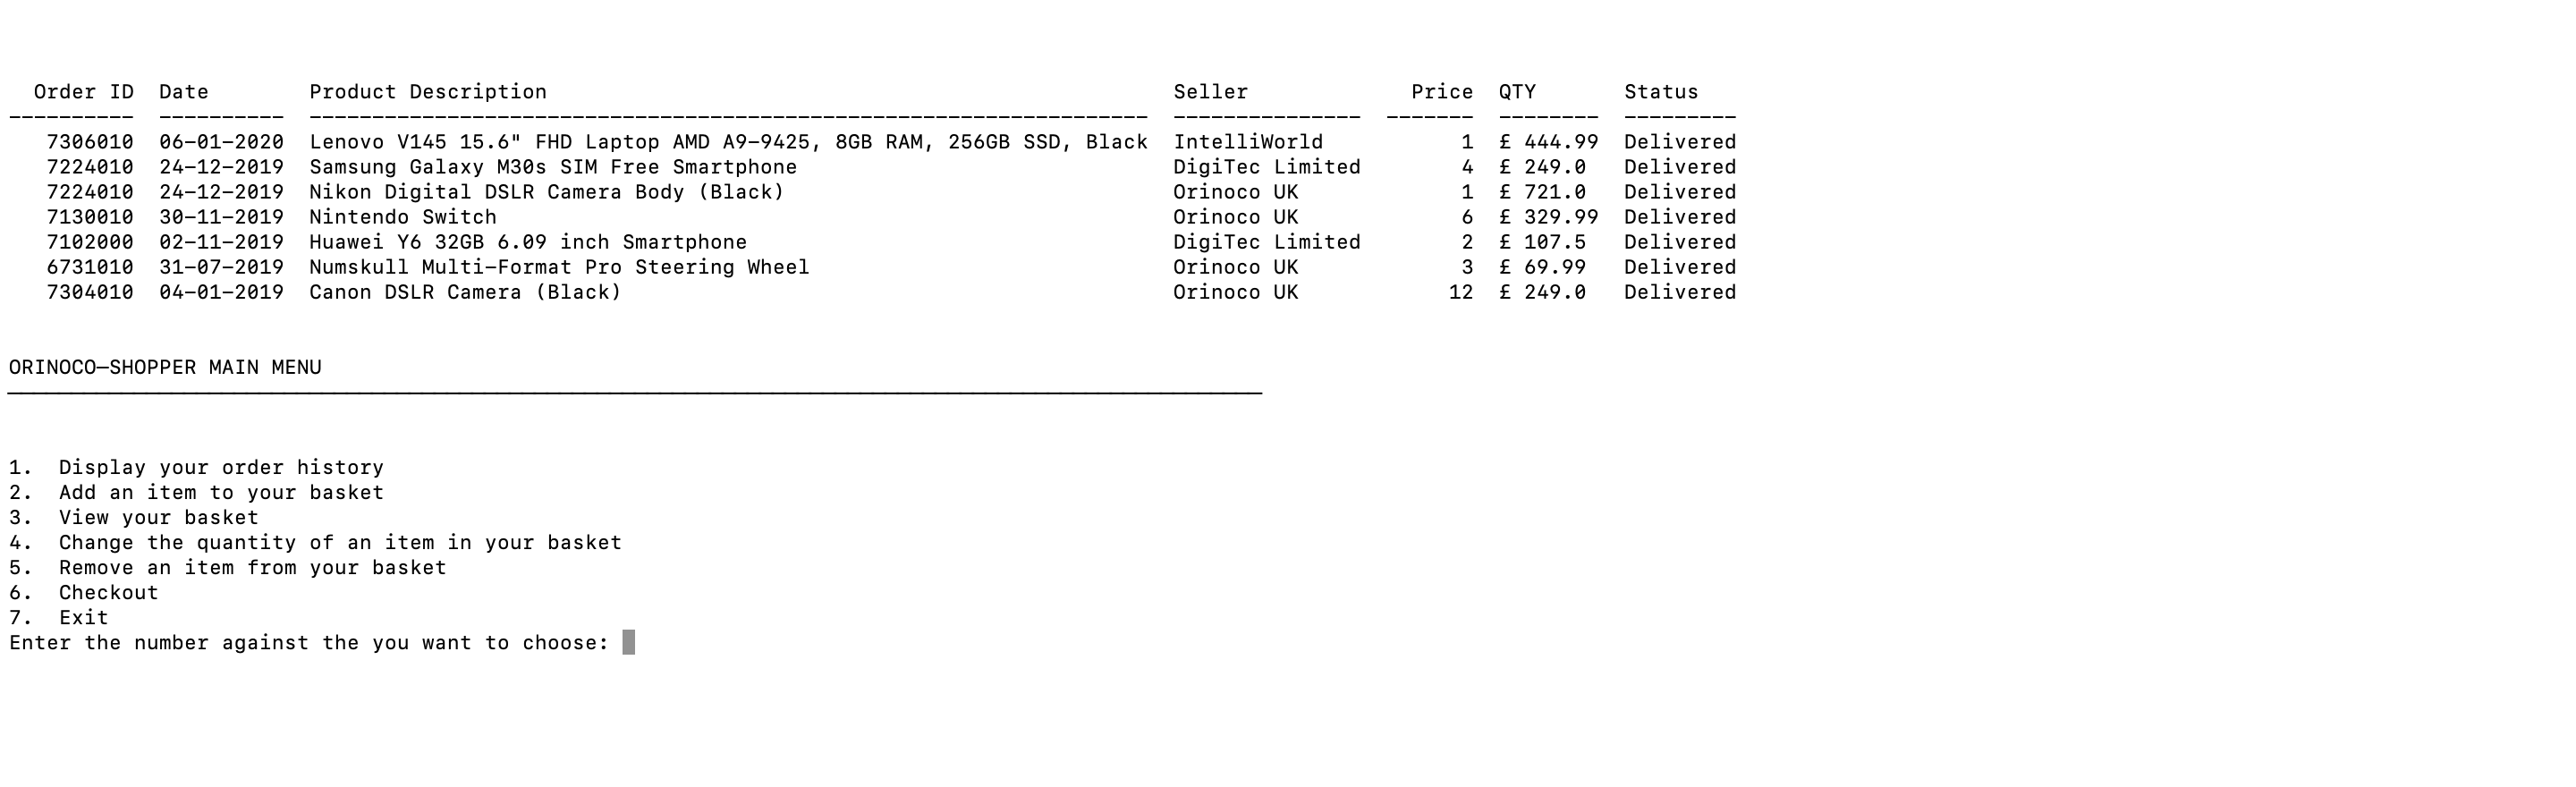 Order ID  Date        Product Description                                                  Seller             Price  QTY       Status
----------  ----------  -------------------------------------------------------------------  ---------------  -------  --------  ---------
7306010  06-01-2020  Lenovo V145 15.6" FHD Laptop AMD A9-9425, 8GB RAM, 256GB SSD, Black  IntelliWorld           1  £ 444.99  Delivered
7224010  24-12-2019  Samsung Galaxy M30s SIM Free Smartphone                              DigiTec Limited        4  £ 249.0   Delivered
7224010  24-12-2019  Nikon Digital DSLR Camera Body (Black)                               Orinoco UK             1  £ 721.0   Delivered
7130010  30-11-2019  Nintendo Switch                                                      Orinoco UK             6  £ 329.99  Delivered
7102000  02-11-2019  Huawei Y6 32GB 6.09 inch Smartphone                                  DigiTec Limited        2  £ 107.5   Delivered
6731010  31-07-2019  Numskull Multi-Format Pro Steering Wheel                             Orinoco UK             3  £ 69.99   Delivered
7304010  04-01-2019  Canon DSLR Camera (Black)                                            Orinoco UK            12  £ 249.0   Delivered
ORINOCO–SHOPPER MAIN MENU
1.  Display your order history
2.  Add an item to your basket
3.  View your basket
4.  Change the quantity of an item in your basket
5.  Remove an item from your basket
6.  Checkout
7.  Exit
Enter the number against the you want to choose: